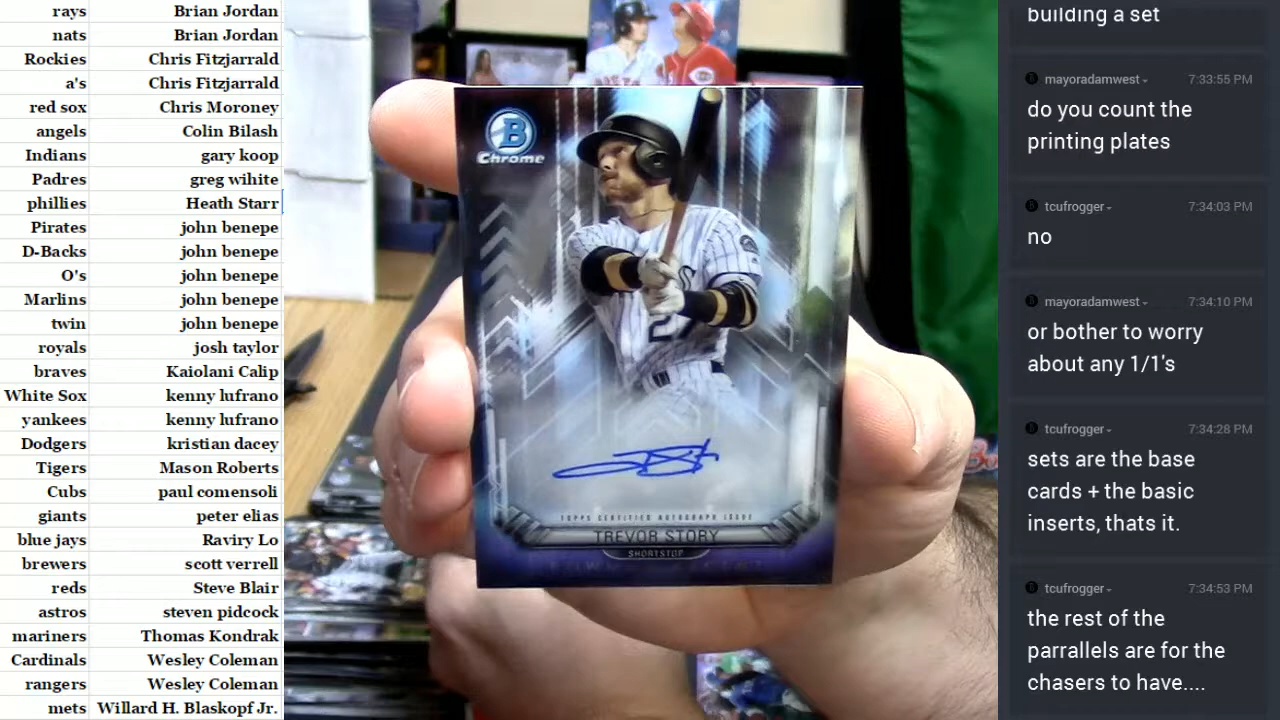 rays Brian Jordan
nats Brian Jordan
Rockies Chris Fitzjarrald
a's Chris Fitzjarrald
red sox Chris Moroney
angels Colin Bilash
Indians gary koop
Padres greg wihite
phillies Heath Starr
Pirates john benepe
D-Backs john benepe
O's john benepe
Marlins john benepe
twin john benepe
royals josh taylor
braves Kaiolani Calip
White Sox kenny lufrano
yankees kenny lufrano
Dodgers kristian dacey
Tigers Mason Roberts
Cubs paul comensoli
giants peter elias
blue jays Raviry Lo
brewers scott verrell
reds Steve Blair
astros steven pidcock
mariners Thomas Kondrak
Cardinals Wesley Coleman
rangers Wesley Coleman
mets Willard H. Blaskopf Jr.
B
Chrome
27
TOPPS CERTIFIED AUTOGRAPH ISSUE
TREVOR STORY
SHORTSTOP
building a set
mayoradamwest 7:33:55 PM
do you count the
printing plates
tcufrogger 7:34:03 PM
no
mayoradamwest 7:34:10 PM
or bother to worry
about any 1/1's
tcufrogger 7:34:28 PM
sets are the base
cards + the basic
inserts, thats it.
tcufrogger 7:34:53 PM
the rest of the
parrallels are for the
chasers to have....